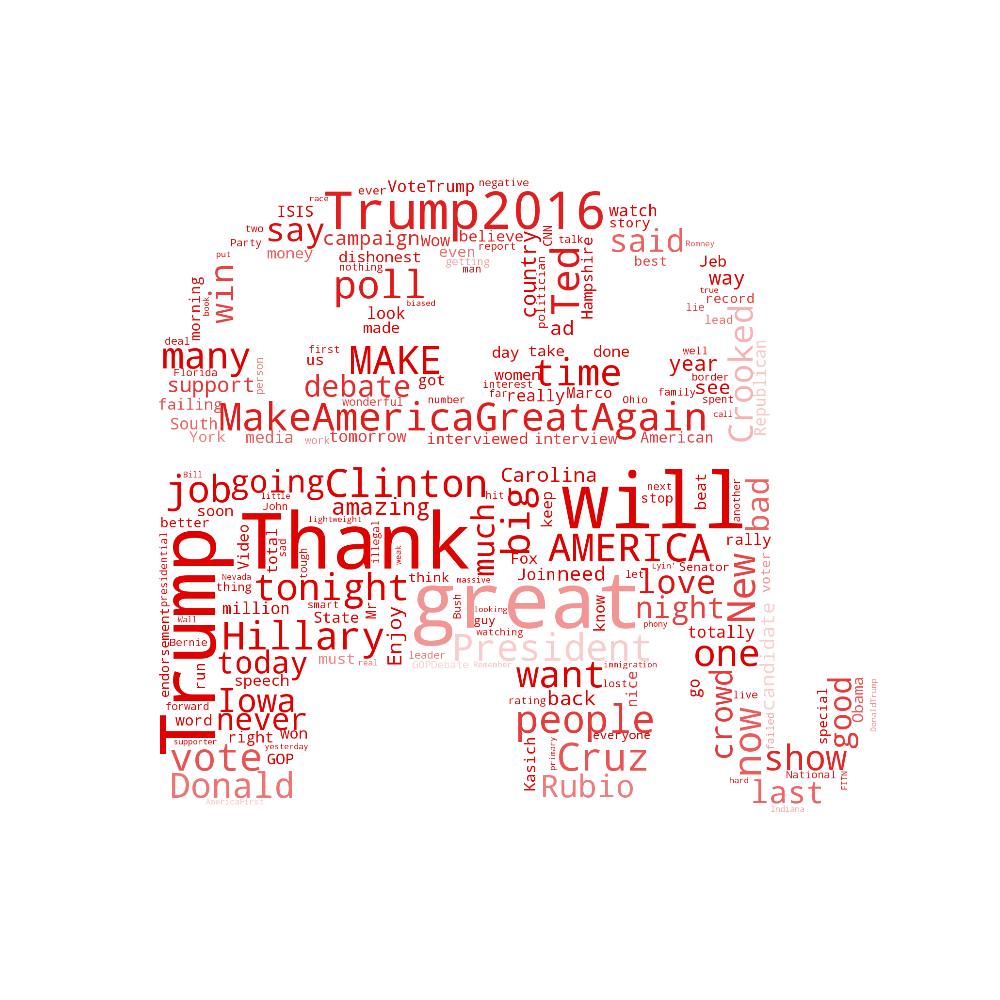 negative
race
ever
VoteTrump
ISIS
Trump2016
watch
two
say
story
Party
campaign
Wow
believe
CNN
talk
said
Romney
put
money
dishonest
even
report
country
Ted
Hampshire
best
Jeb
win
nothing
getting
man
politician
way
morning
book
poll
biased
true
record
look
lie
made
ad
lead
deal
many
us
first
MAKE
day
take
done
well
year
Crooked
Republican
Florida
person
support
debate
got
women
time
border
see
interest
failing
wonderful
number
far
really
Marco
Ohio
family
spent
South
MakeAmericaGreatAgain
call
York
media
work
tomorrow
interviewed
interview
American
Bill
job
going
Clinton
Carolina
will
next
beat
another
bad
soon
little
John
amazing
hit
big
keep
stop
better
Video
total
sad
lightweight
Thank
illegal
weak
much
Fox
AMERICA
rally
Nevada
thing
tough
tonight
think
massive
Join
need
let
Lyin'
Senator
love
New
voter
presidential
endorsement
Trump
million
smart
State
Mr
Enjoy
great
Bush
looking
guy
know
night
Wall
Hillary
watching
phony
totally
Bernie
today
must
leader
President
one
Candidate
run
speech
real
GOPDebate
Remember
want
immigration
forward
Iowa
rating
back
nice
lost
go
crowd
live
word
never
people
now
special
good
Obama
DonaldTrump
supporter
right
won
yesterday
everyone
failed
vote
GOP
Kasich
primary
Cruz
show
Donald
Rubio
hard
National
FITN
last
AmericaFirst
Indiana